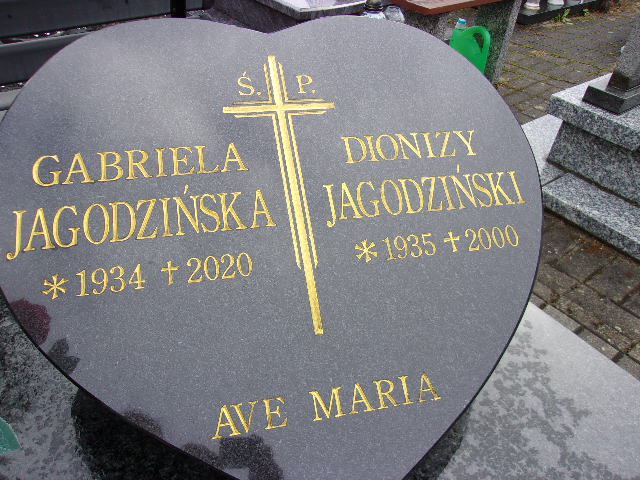 Ś. P.
GABRIELA
JAGODZIŃSKA
* 1934 + 2020
DIONIZY
JAGODZIŃSKI
* 1935 + 2000
AVE MARIA